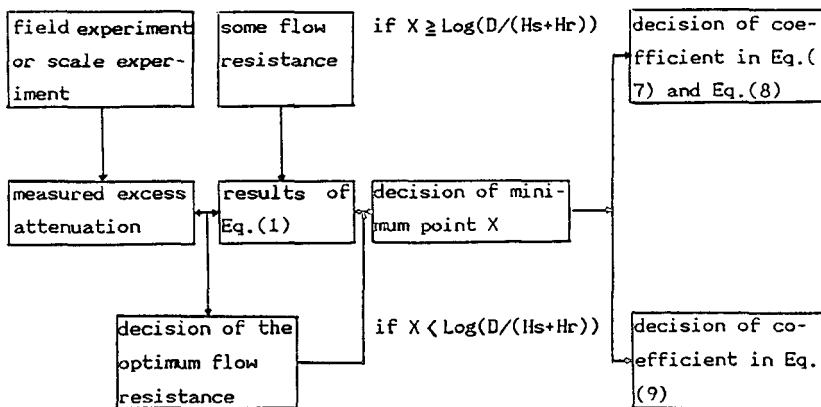 field experiment
or scale exper-
iment
some flow
resistance
if X ≧ Log(D/(Hs+Hr))
decision of coe-
fficient in Eq.(
7) and Eq.(8)
measured excess
attenuation
results of
Eq.(1)
decision of mini-
mum point X
decision of the
optimum flow
resistance
if X < Log(D/(Hs+Hr))
decision of co-
efficient in Eq.
(9)